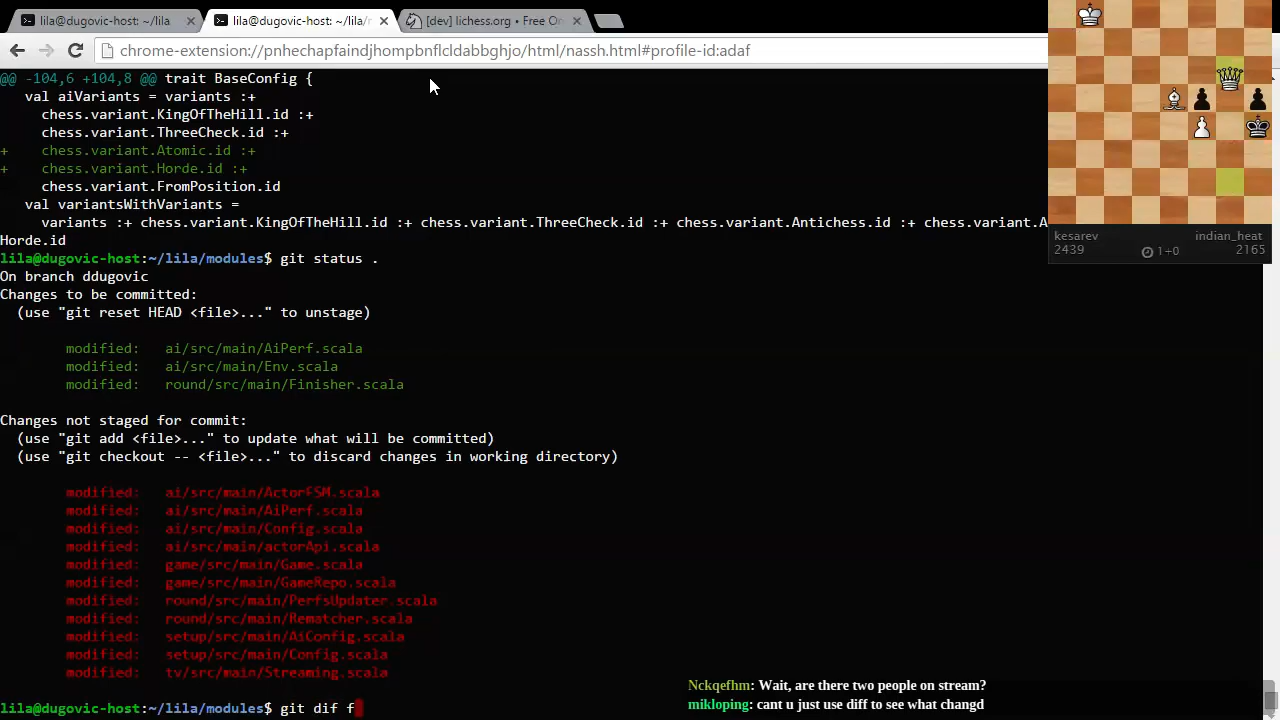 lila@dugovic-host: ~/lila
lila@dugovic-host: ~/lila/m
[dev] lichess.org • Free On
chrome-extension://pnhechapfaindjhompbnflcldabbghjo/html/nassh.html#profile-id:adaf
@@ -104,6 +104,8 @@ trait BaseConfig {
val aiVariants = variants :+
chess.variant.KingOfTheHill.id :+
chess.variant.ThreeCheck.id :+
+ chess.variant.Atomic.id :+
+ chess.variant.Horde.id :+
chess.variant.FromPosition.id
val variantsWithVariants =
variants :+ chess.variant.KingOfTheHill.id :+ chess.variant.ThreeCheck.id :+ chess.variant.Antichess.id :+ chess.variant.A
Horde.id
lila@dugovic-host:~/lila/modules$ git status .
On branch ddugovic
Changes to be committed:
(use "git reset HEAD <file>..." to unstage)
modified: ai/src/main/AiPerf.scala
modified: ai/src/main/Env.scala
modified: round/src/main/Finisher.scala
Changes not staged for commit:
(use "git add <file>..." to update what will be committed)
(use "git checkout -- <file>..." to discard changes in working directory)
modified: ai/src/main/ActorFSM.scala
modified: ai/src/main/AiPerf.scala
modified: ai/src/main/Config.scala
modified: ai/src/main/actorApi.scala
modified: game/src/main/Game.scala
modified: game/src/main/GameRepo.scala
modified: round/src/main/PerfsUpdater.scala
modified: round/src/main/Rematcher.scala
modified: setup/src/main/AiConfig.scala
modified: setup/src/main/Config.scala
modified: tv/src/main/Streaming.scala
lila@dugovic-host:~/lila/modules$ git dif f
kesarev indian_heat
2439 1+0 2165
Nckqefhm: Wait, are there two people on stream?
mikloping: cant u just use diff to see what changd